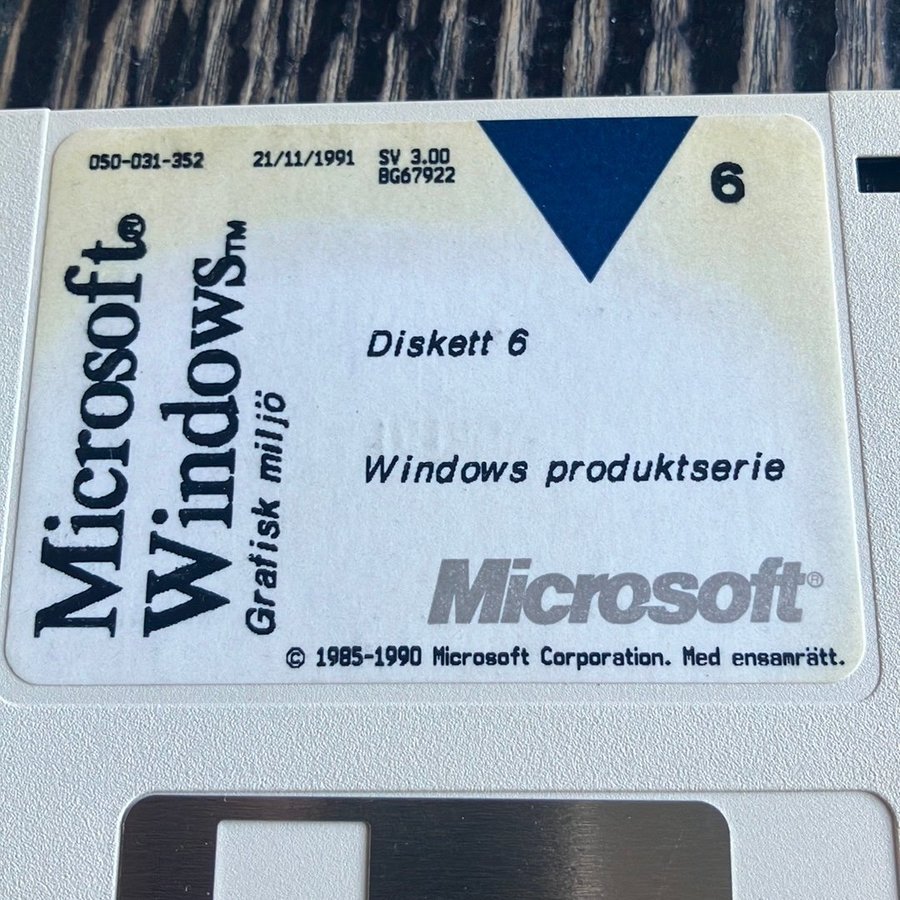 050-031-352 21/11/1991 SV 3.00
BG67922
6
Microsoft®
Windows™
Grafisk miljö
Diskett 6
Windows produktserie
Microsoft®
© 1985-1990 Microsoft Corporation. Med ensamrätt.